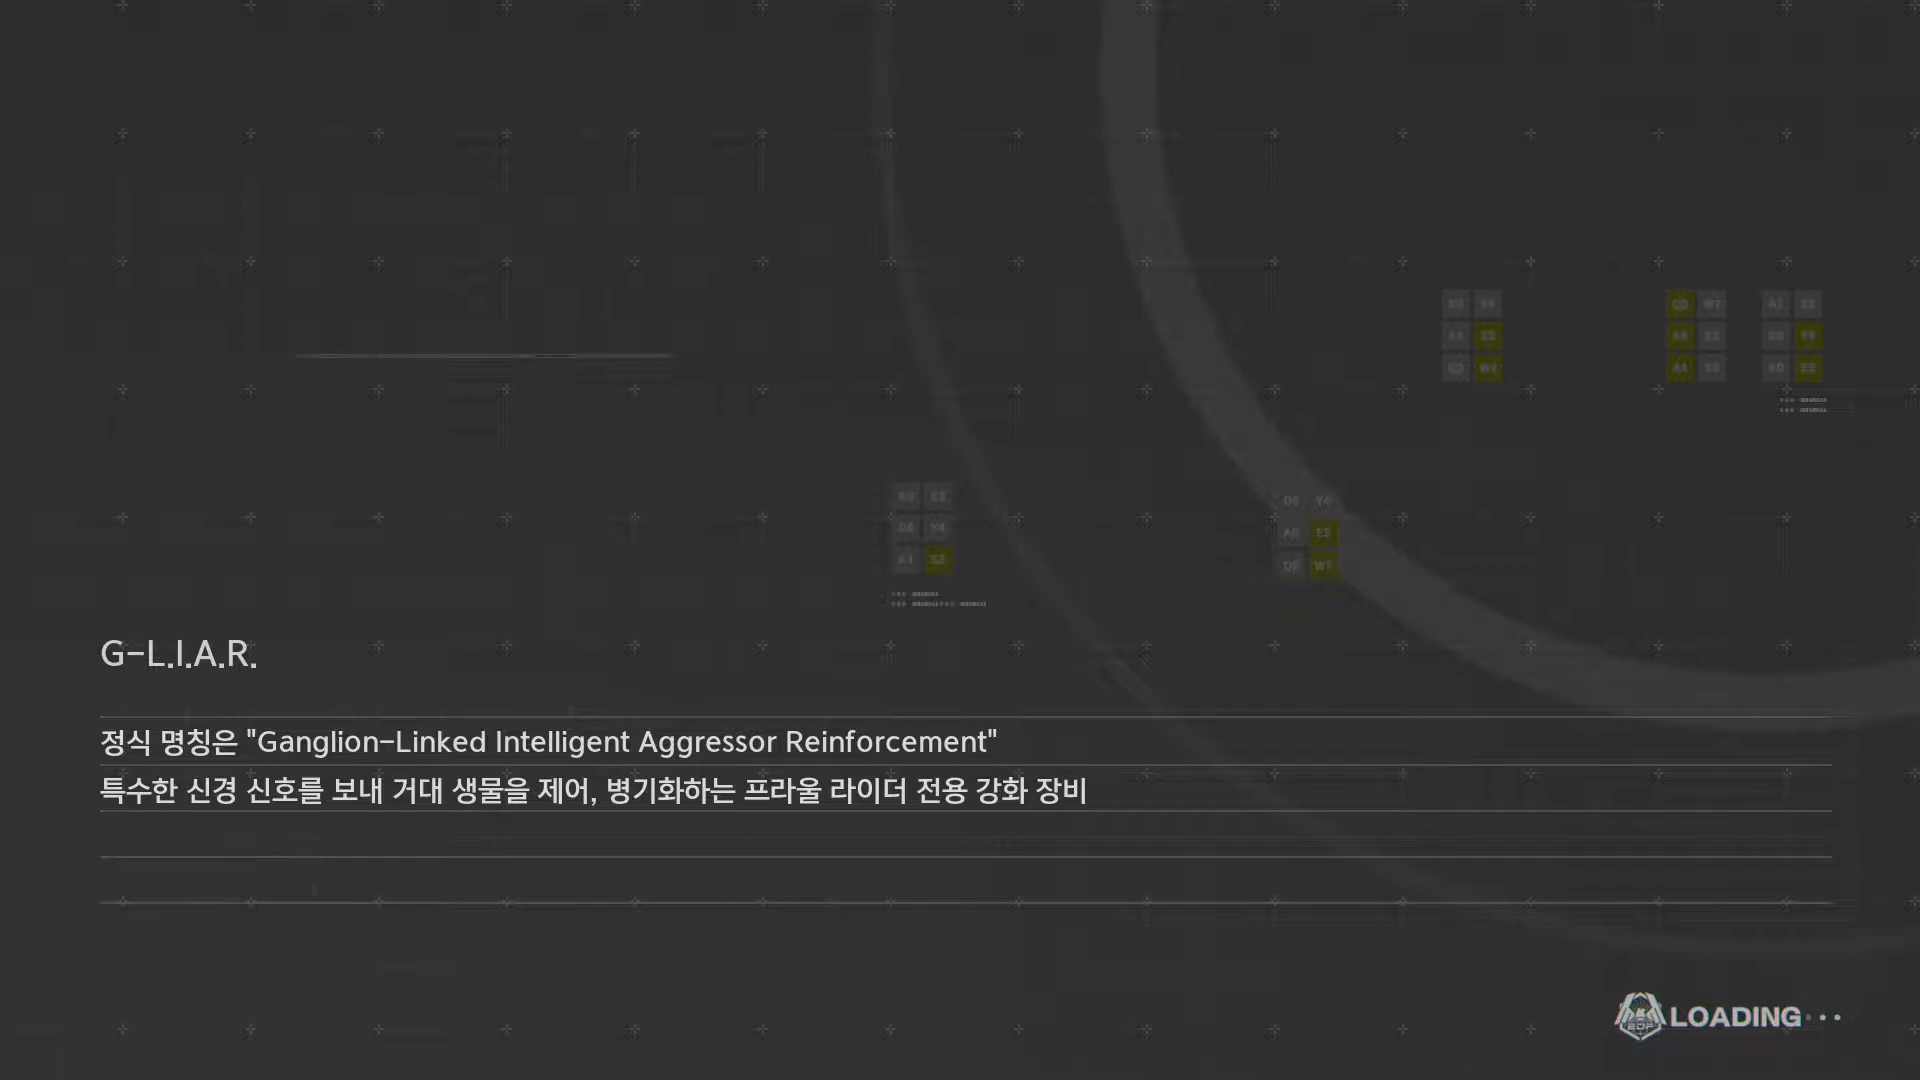 G-L.I.A.R.
정식 명칭은 "Ganglion-Linked Intelligent Aggressor Reinforcement"
특수한 신경 신호를 보내 거대 생물을 제어, 병기화하는 프라울 라이더 전용 강화 장비
EDF LOADING...